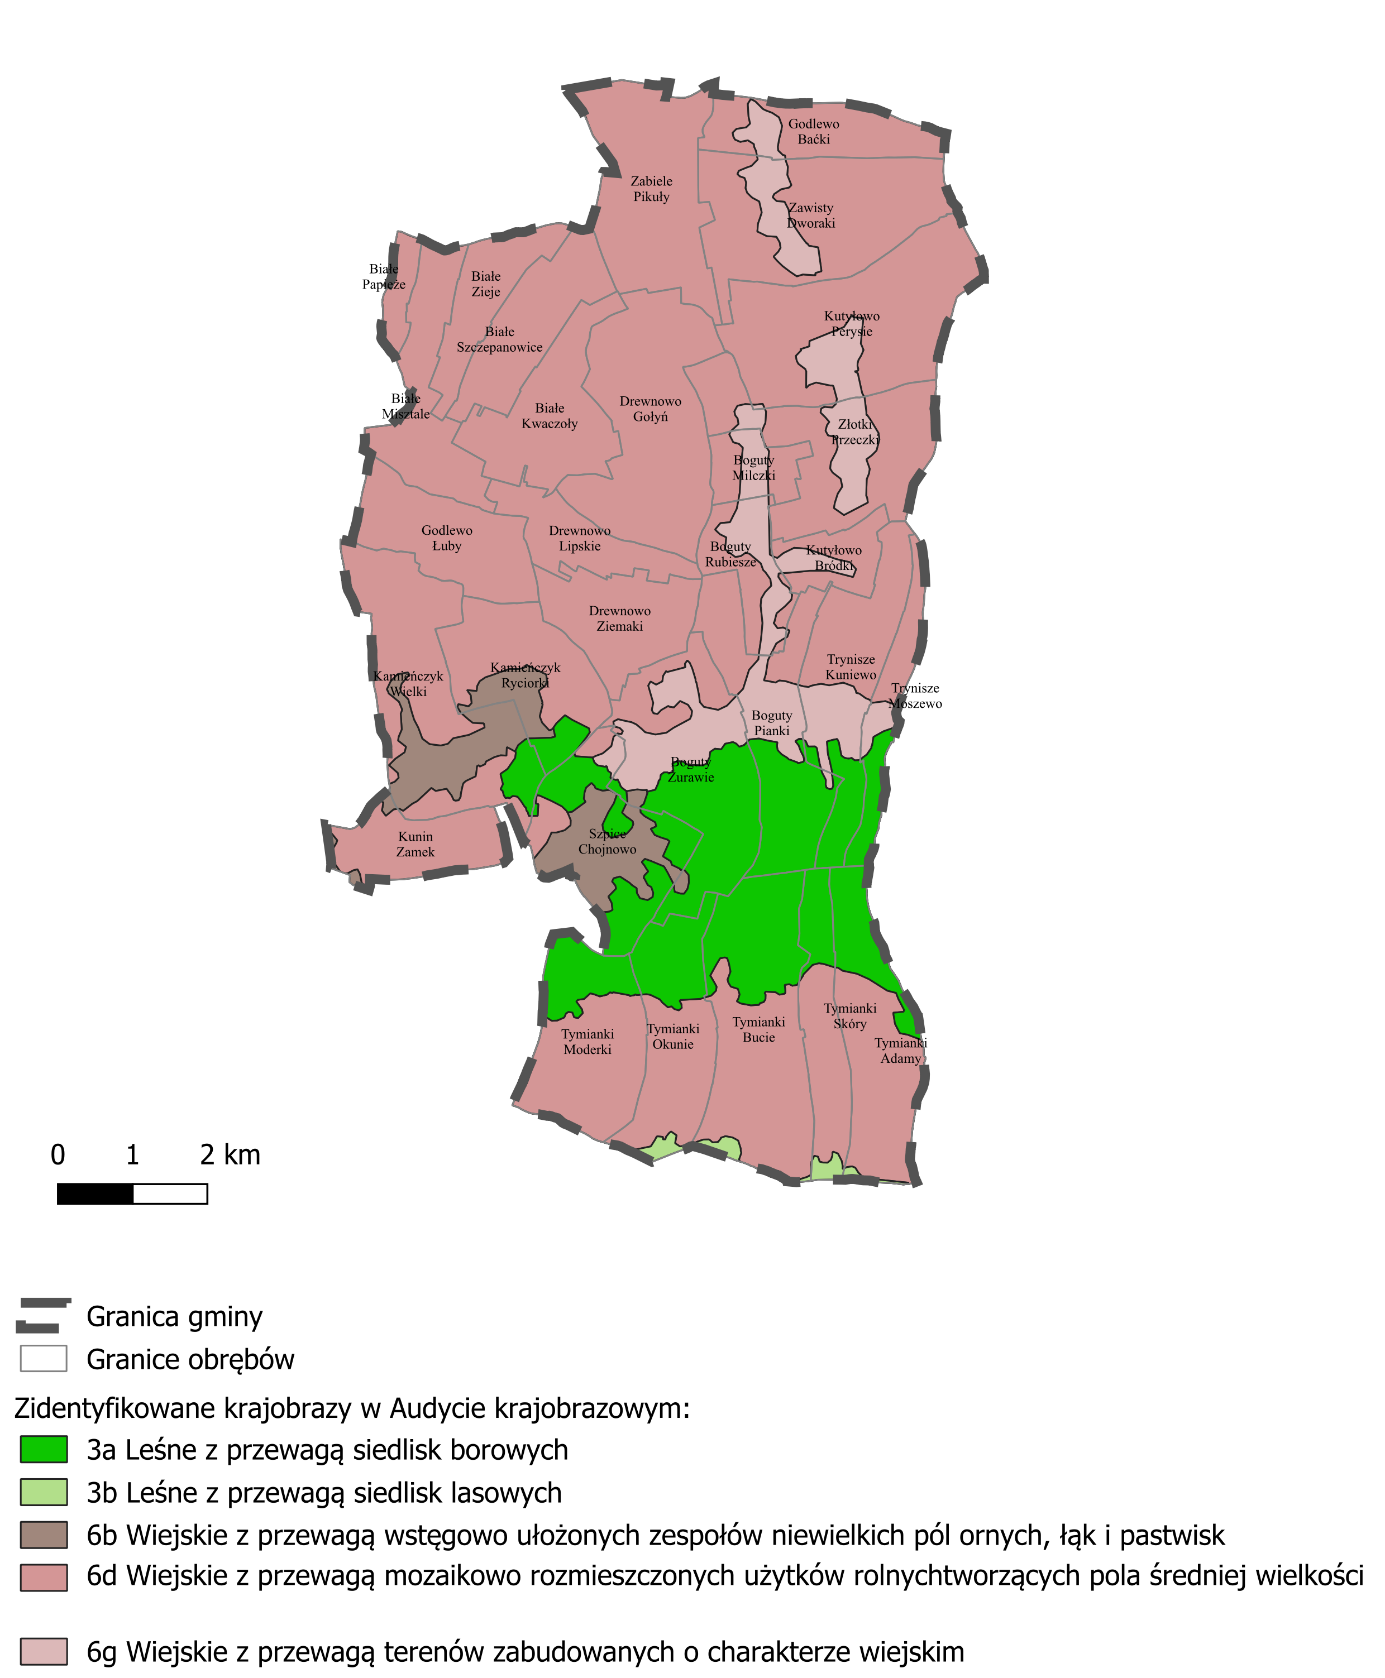 Godlewo
Baćki
Zabiele
Pikuły
Zawisty
Dworaki
Białe
Papieże
Białe
Zieje
Kutyłowo
Perysie
Białe
Szczepanowice
Białe
Misztale
Białe
Kwaczoły
Drewnowo
Gołyń
Złotki
Przeczki
Boguty
Milczki
Godlewo
Łuby
Drewnowo
Lipskie
Boguty
Rubiesze
Kutyłowo
Bródki
Drewnowo
Ziemaki
Kamieńczyk
Wielki
Kamieńczyk
Ryciorki
Trynisze
Kuniewo
Trynisze
Moszewo
Boguty
Pianki
Boguty
Żurawie
Kunin
Zamek
Szpice
Chojnowo
Tymianki
Moderki
Tymianki
Okunie
Tymianki
Bucie
Tymianki
Skóry
Tymianki
Adamy
0 1 2 km
Granica gminy
Granice obrębów
Zidentyfikowane krajobrazy w Audycie krajobrazowym:
3a Leśne z przewagą siedlisk borowych
3b Leśne z przewagą siedlisk lasowych
6b Wiejskie z przewagą wstęgowo ułożonych zespołów niewielkich pól ornych, łąk i pastwisk
6d Wiejskie z przewagą mozaikowo rozmieszczonych użytków rolnychtworzących pola średniej wielkości
6g Wiejskie z przewagą terenów zabudowanych o charakterze wiejskim